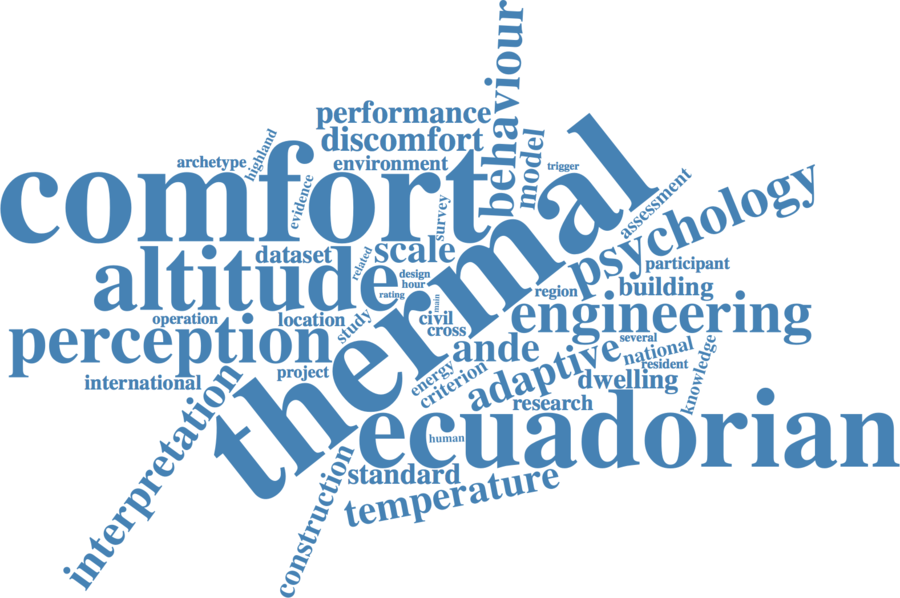 behaviour
performance
discomfort
model
environment
trigger
archetype
highland
comfort
evidence
survey
thermal
assessment
psychology
altitude
dataset
related
scale
design
hour
rating
main
participant
region
building
operation
location
study
civil
cross
engineering
perception
ande
several
national
resident
knowledge
international
project
energy
criterion
adaptive
dwelling
research
interpretation
ecuadorian
human
construction
standard
temperature